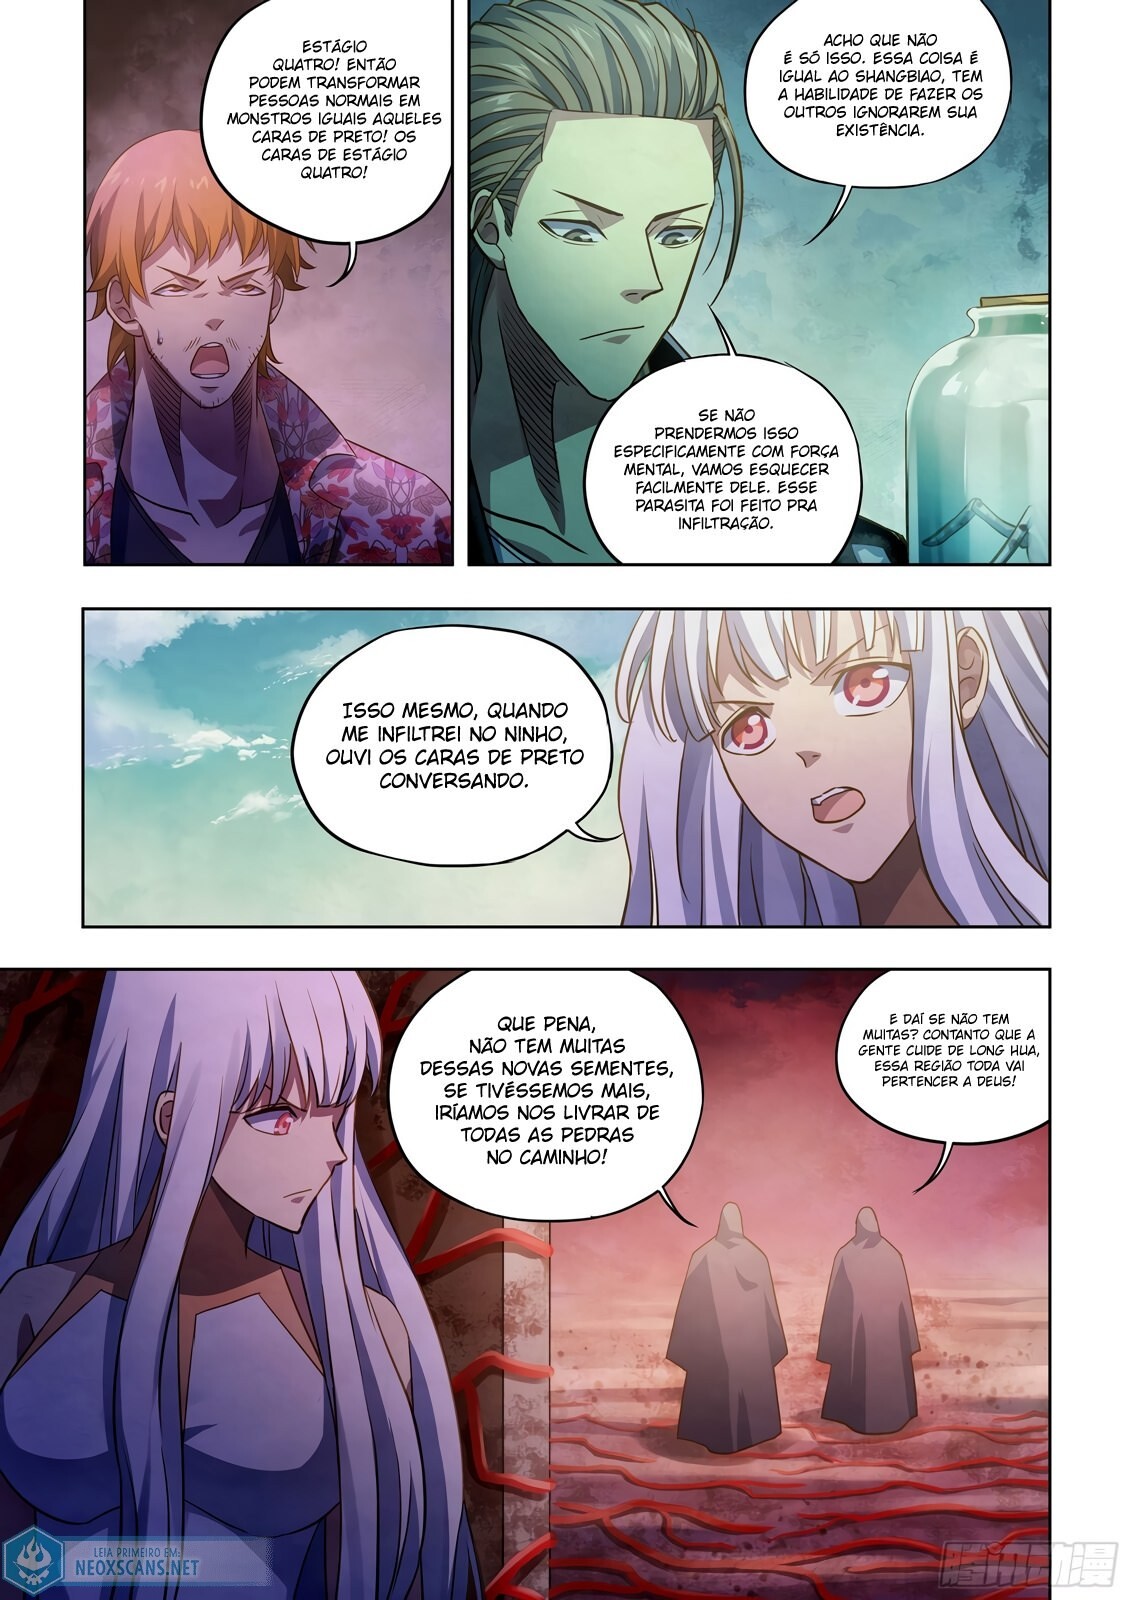 ESTÁGIO
QUATRO! ENTÃO
PODEM TRANSFORMAR
PESSOAS NORMAIS EM
MONSTROS IGUAIS AQUELES
CARAS DE PRETO! OS
CARAS DE ESTÁGIO
QUATRO!
ACHO QUE NÃO
É SÓ ISSO. ESSA COISA É
IGUAL AO SHANGBIAO, TEM
A HABILIDADE DE FAZER OS
OUTROS IGNORAREM SUA
EXISTÊNCIA.
SE NÃO
PRENDERMOS ISSO
ESPECIFICAMENTE COM FORÇA
MENTAL, VAMOS ESQUECER
FACILMENTE DELE. ESSE
PARASITA FOI FEITO PRA
INFILTRAÇÃO.
ISSO MESMO, QUANDO
ME INFILTREI NO NINHO,
OUVI OS CARAS DE PRETO
CONVERSANDO.
QUE PENA,
NÃO TEM MUITAS
DESSAS NOVAS SEMENTES,
SE TIVÉSSEMOS MAIS,
IRÍAMOS NOS LIVRAR DE
TODAS AS PEDRAS
NO CAMINHO!
E DAÍ SE NÃO TEM
MUITAS? CONTANTO QUE A
GENTE CUIDE DE LONG HUA,
ESSA REGIÃO TODA VAI
PERTENCER A DEUS!
LEIA PRIMEIRO EM:
NEOXSCANS.NET
腾讯动漫